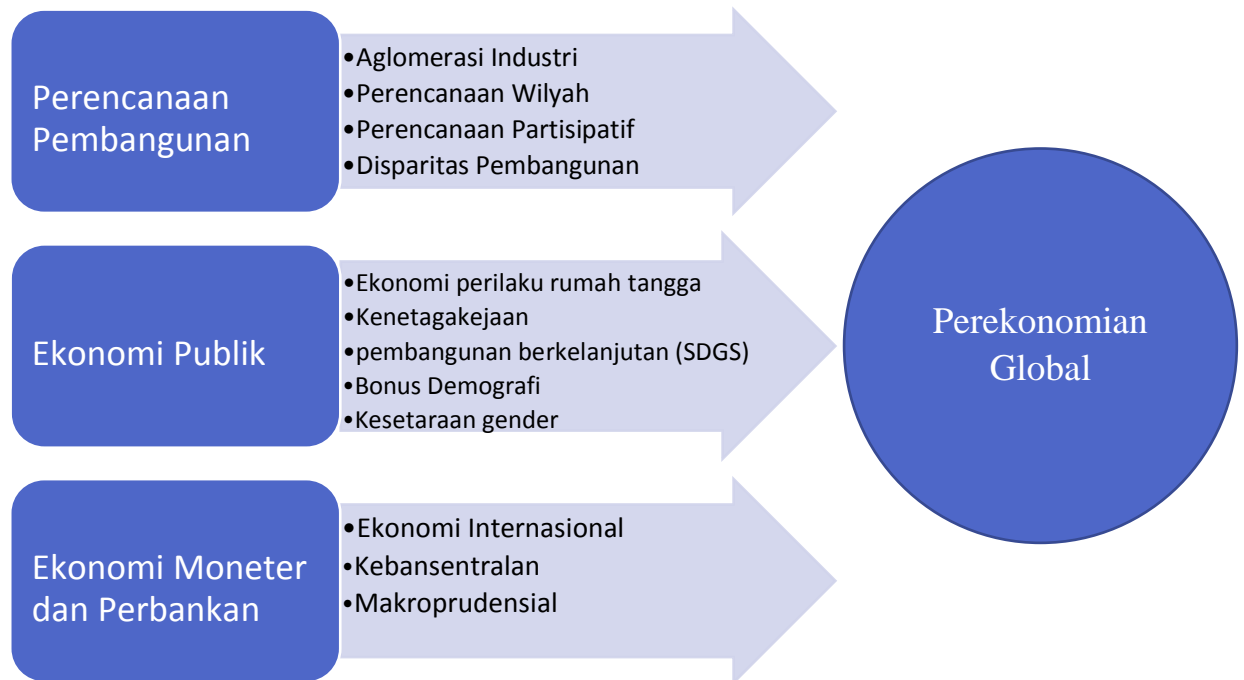 Perencanaan
Pembangunan
•Aglomerasi Industri
•Perencanaan Wilyah
•Perencanaan Partisipatif
•Disparitas Pembangunan
Ekonomi Publik
•Ekonomi perilaku rumah tangga
•Kenetagakejaan
•pembangunan berkelanjutan (SDGS)
•Bonus Demografi
•Kesetaraan gender
Ekonomi Moneter
dan Perbankan
•Ekonomi Internasional
•Kebansentralan
•Makroprudensial
Perekonomian
Global